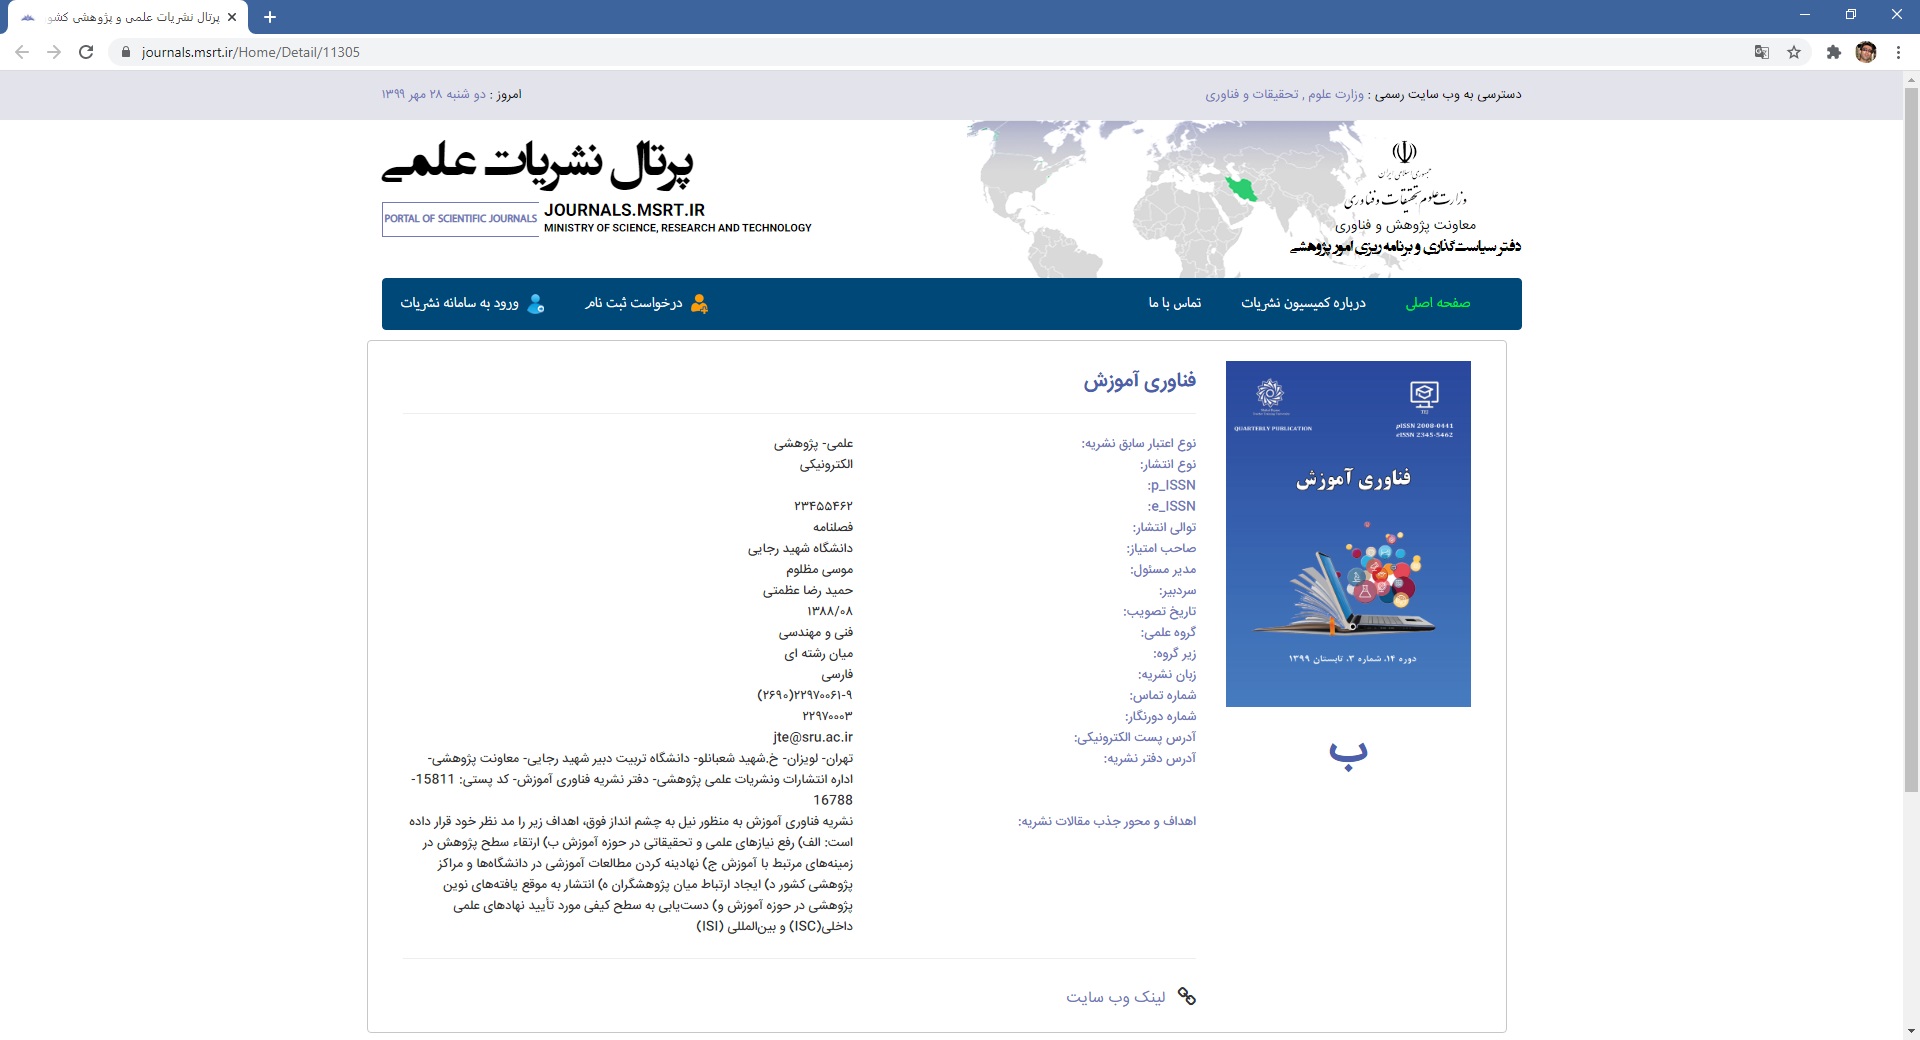 پرتال نشریات علمی و پژوهشی کشو
journals.msrt.ir/Home/Detail/11305
دسترسی به وب سایت رسمی : وزارت علوم , تحقیقات و فناوری
امروز : دو شنبه ۲۸ مهر ۱۳۹۹
جمهوری اسلامی ایران
وزارت علوم تحقیقات و فناوری
معاونت پژوهش و فناوری
دفتر سیاست گذاری و برنامه ریزی امور پژوهشی
پرتال نشریات علمی
PORTAL OF SCIENTIFIC JOURNALS
JOURNALS.MSRT.IR
MINISTRY OF SCIENCE, RESEARCH AND TECHNOLOGY
صفحه اصلی
درباره کمیسیون نشریات
تماس با ما
درخواست ثبت نام
ورود به سامانه نشریات
QUARTERLY PUBLICATION
TEJ
pISSN 2008-0441
eISSN 2345-5462
فناوری آموزش
دوره ۱۴، شماره ۳، تابستان ۱۳۹۹
ب
فناوری آموزش
نوع اعتبار سابق نشریه: علمی- پژوهشی
نوع انتشار: الکترونیکی
p_ISSN:
e_ISSN: ۲۳۴۵۵۴۶۲
توالی انتشار: فصلنامه
صاحب امتیاز: دانشگاه شهید رجایی
مدیر مسئول: موسی مظلوم
سردبیر: حمید رضا عظمتی
تاریخ تصویب: ۱۳۸۸/۰۸
گروه علمی: فنی و مهندسی
زیر گروه: میان رشته ای
زبان نشریه: فارسی
شماره تماس: ۲۲۹۷۰۰۶۱-۹(۲۶۹۰)
شماره دورنگار: ۲۲۹۷۰۰۰۳
آدرس پست الکترونیکی: jte@sru.ac.ir
آدرس دفتر نشریه: تهران- لویزان- خ.شهید شعبانلو- دانشگاه تربیت دبیر شهید رجایی- معاونت پژوهشی-
اداره انتشارات ونشریات علمی پژوهشی- دفتر نشریه فناوری آموزش- کد پستی: 15811-
16788
اهداف و محور جذب مقالات نشریه: نشریه فناوری آموزش به منظور نیل به چشم انداز فوق، اهداف زیر را مد نظر خود قرار داده
است: الف) رفع نیازهای علمی و تحقیقاتی در حوزه آموزش ب) ارتقاء سطح پژوهش در
زمینه‌های مرتبط با آموزش ج) نهادینه کردن مطالعات آموزشی در دانشگاه‌ها و مراکز
پژوهشی کشور د) ایجاد ارتباط میان پژوهشگران ه) انتشار به موقع یافته‌های نوین
پژوهشی در حوزه آموزش و) دست‌یابی به سطح کیفی مورد تأیید نهادهای علمی
داخلی(ISC) و بین‌المللی (ISI)
لینک وب سایت